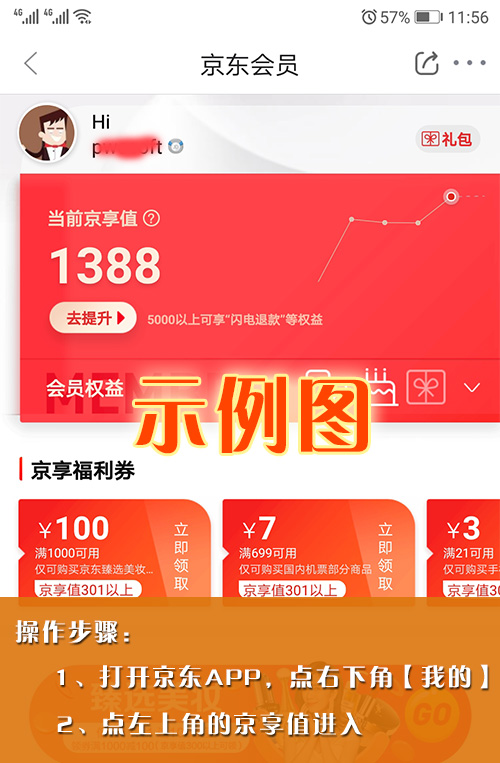 4G 4G 57% 11:56
京东会员
Hi
礼包
当前京享值?
1388
去提升
5000以上可享"闪电退款"等权益
会员权益
示例图
京享福利券
¥100 立即领取
满1000可用
仅可购买京东臻选美妆...
京享值301以上
¥7 立即领取
满699可用
仅可购买国内机票部分商品
京享值301以上
¥3
满21可用
仅可购买手
京享值301
操作步骤:
1、打开京东APP,点右下角【我的】
2、点左上角的京享值进入
GO